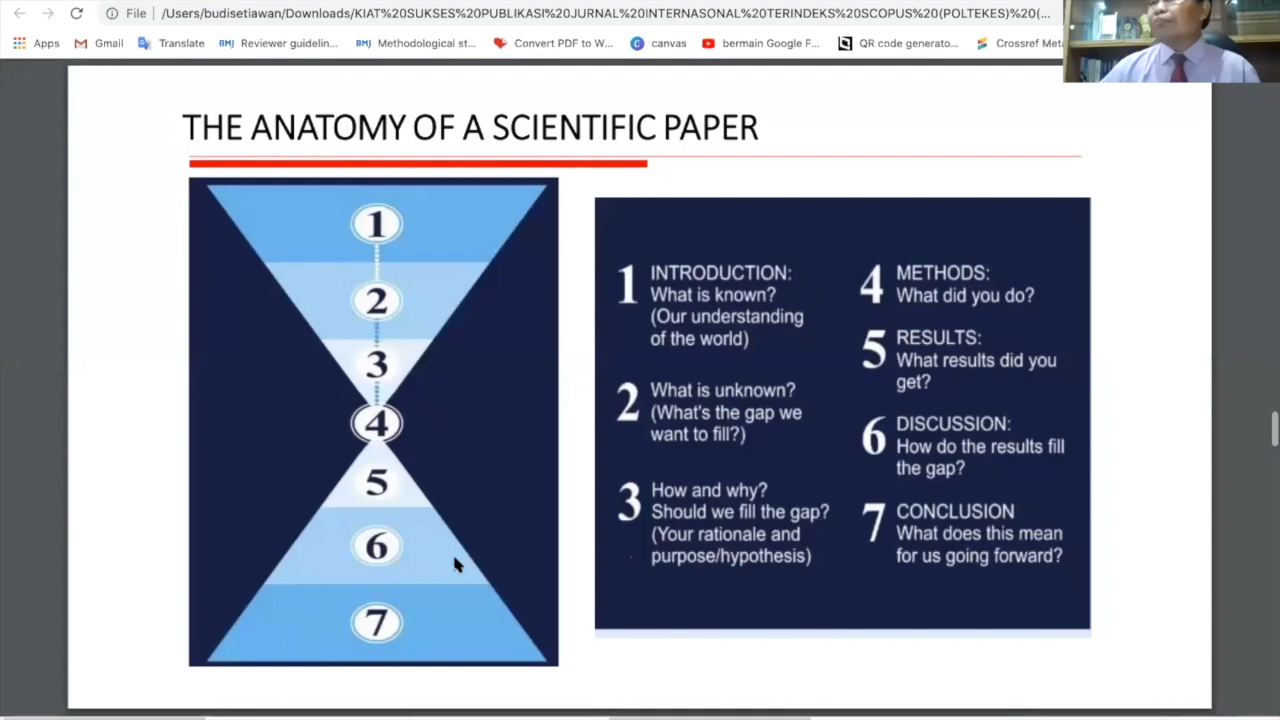 File
/Users/budisetiawan/Downloads/KIAT%20SUKSES%20PUBLIKASI%20JURNAL%20INTERNASONAL%20TERINDEKS%20SCOPUS%20(POLTEKES)%20(...
Apps Gmail Translate BMJ Reviewer guidelin... BMJ Methodological st... Convert PDF to W... C canvas bermain Google F... QR code generato... Crossref Met
THE ANATOMY OF A SCIENTIFIC PAPER
1
2
3
4
5
6
7
1 INTRODUCTION:
What is known?
(Our understanding
of the world)
2 What is unknown?
(What's the gap we
want to fill?)
3 How and why?
Should we fill the gap?
(Your rationale and
purpose/hypothesis)
4 METHODS:
What did you do?
5 RESULTS:
What results did you
get?
6 DISCUSSION:
How do the results fill
the gap?
7 CONCLUSION
What does this mean
for us going forward?